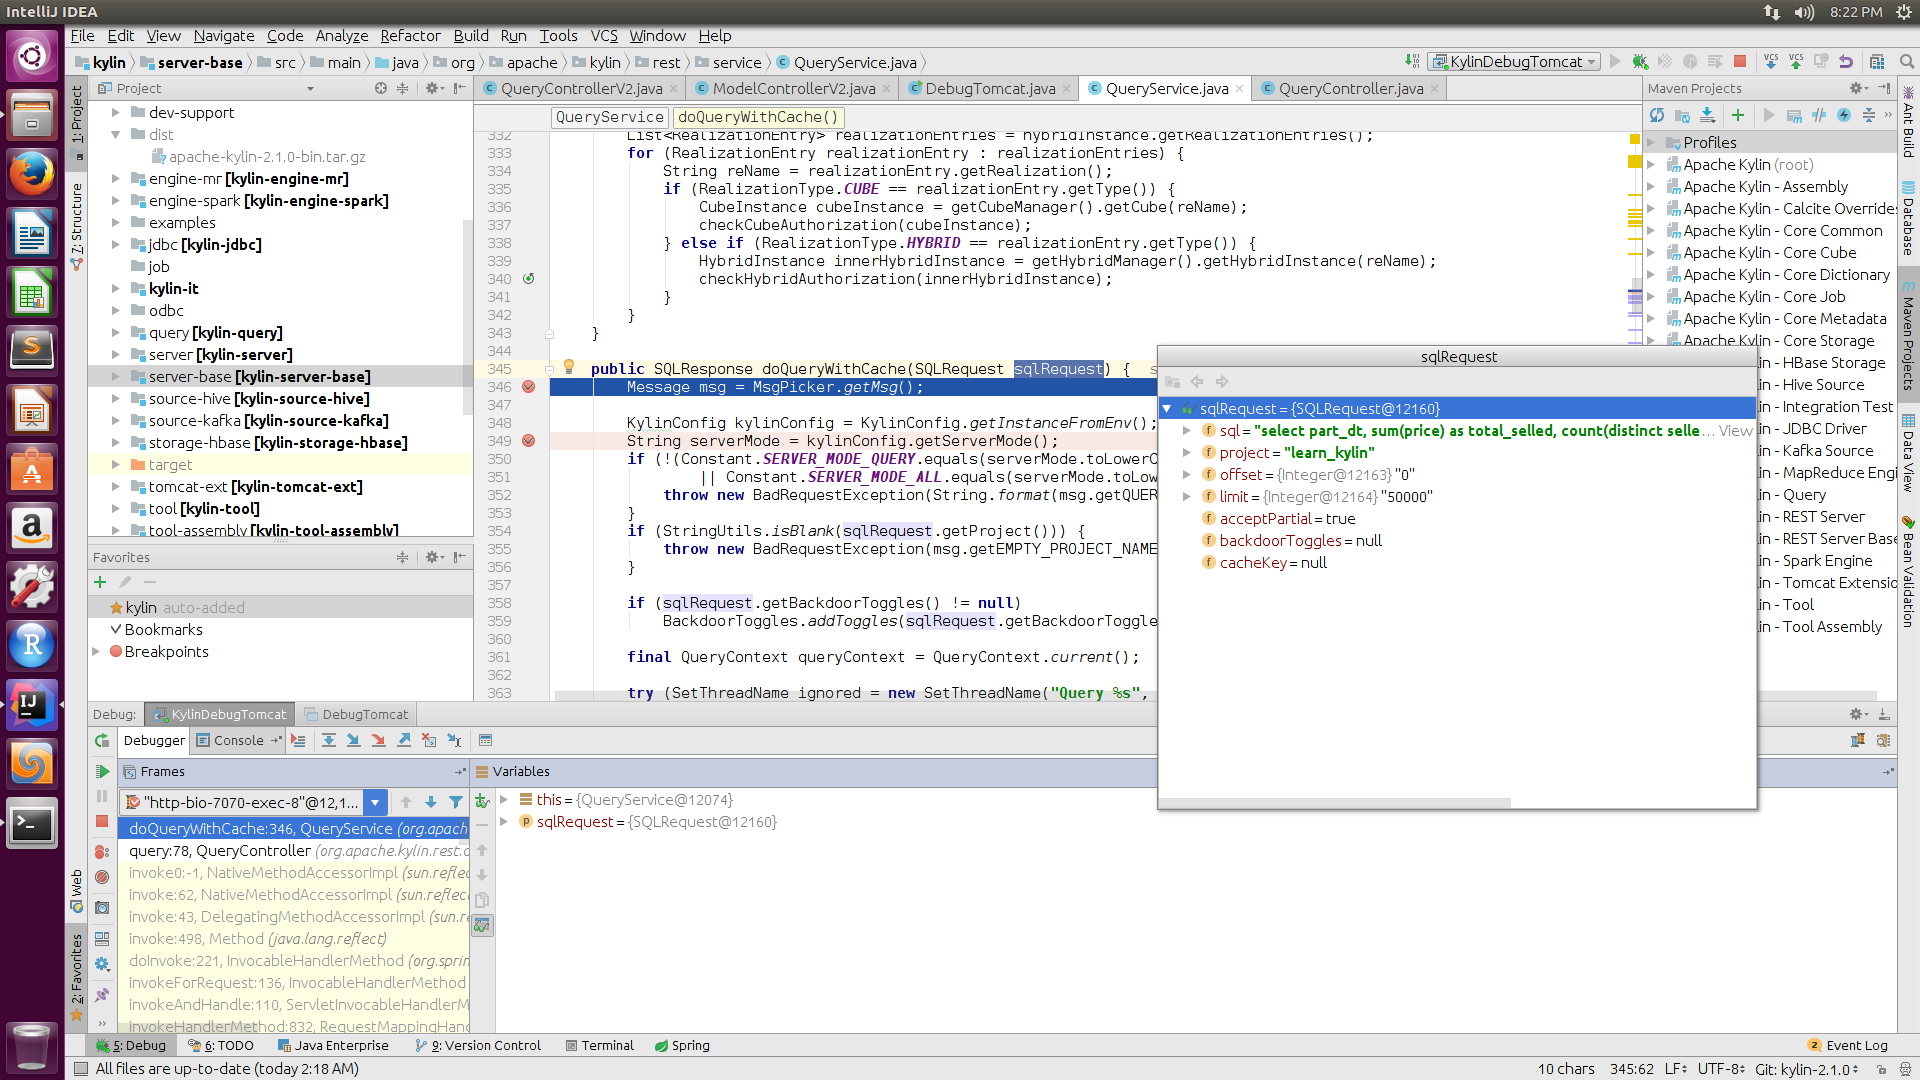 IntelliJ IDEA
8:22 PM
File Edit View Navigate Code Analyze Refactor Build Run Tools VCS Window Help
kylin server-base src main java org apache kylin rest service QueryService.java
KylinDebugTomcat
VCS VCS
1: Project
7: Structure
Web
2: Favorites
Project
dev-support
dist
apache-kylin-2.1.0-bin.tar.gz
engine-mr [kylin-engine-mr]
engine-spark [kylin-engine-spark]
examples
jdbc [kylin-jdbc]
job
kylin-it
odbc
query [kylin-query]
server [kylin-server]
server-base [kylin-server-base]
source-hive [kylin-source-hive]
source-kafka [kylin-source-kafka]
storage-hbase [kylin-storage-hbase]
target
tomcat-ext [kylin-tomcat-ext]
tool [kylin-tool]
tool-assembly [kylin-tool-assembly]
Favorites
kylin auto-added
Bookmarks
Breakpoints
QueryControllerV2.java ModelControllerV2.java DebugTomcat.java QueryService.java QueryController.java
QueryService doQueryWithCache()
332 List<RealizationEntry> realizationEntries = hybridInstance.getRealizationEntries();
333 for (RealizationEntry realizationEntry : realizationEntries) {
334 String reName = realizationEntry.getRealization();
335 if (RealizationType.CUBE == realizationEntry.getType()) {
336 CubeInstance cubeInstance = getCubeManager().getCube(reName);
337 checkCubeAuthorization(cubeInstance);
338 } else if (RealizationType.HYBRID == realizationEntry.getType()) {
339 HybridInstance innerHybridInstance = getHybridManager().getHybridInstance(reName);
340 checkHybridAuthorization(innerHybridInstance);
341 }
342 }
343 }
344
345 public SQLResponse doQueryWithCache(SQLRequest sqlRequest) { s
346 Message msg = MsgPicker.getMsg();
347
348 KylinConfig kylinConfig = KylinConfig.getInstanceFromEnv();
349 String serverMode = kylinConfig.getServerMode();
350 if (!(Constant.SERVER_MODE_QUERY.equals(serverMode.toLowerC
351 || Constant.SERVER_MODE_ALL.equals(serverMode.toLow
352 throw new BadRequestException(String.format(msg.getQUER
353 }
354 if (StringUtils.isBlank(sqlRequest.getProject())) {
355 throw new BadRequestException(msg.getEMPTY_PROJECT_NAME
356 }
357
358 if (sqlRequest.getBackdoorToggles() != null)
359 BackdoorToggles.addToggles(sqlRequest.getBackdoorToggle
360
361 final QueryContext queryContext = QueryContext.current();
362
363 try (SetThreadName ignored = new SetThreadName("Query %s",
sqlRequest
sqlRequest = {SQLRequest@12160}
sql = "select part_dt, sum(price) as total_selled, count(distinct selle... View
project = "learn_kylin"
offset = {Integer@12163} "0"
limit = {Integer@12164} "50000"
acceptPartial = true
backdoorToggles = null
cacheKey = null
Maven Projects
Profiles
Apache Kylin (root)
Apache Kylin - Assembly
Apache Kylin - Calcite Overrides
Apache Kylin - Core Common
Apache Kylin - Core Cube
Apache Kylin - Core Dictionary
Apache Kylin - Core Job
Apache Kylin - Core Metadata
Apache Kylin - Core Storage
in - HBase Storage
in - Hive Source
in - Integration Test
in - JDBC Driver
in - Kafka Source
in - MapReduce Engi
in - Query
in - REST Server
in - REST Server Base
in - Spark Engine
in - Tomcat Extensio
in - Tool
in - Tool Assembly
Ant Build
Database
Maven Projects
Data View
Bean Validation
Debug: KylinDebugTomcat DebugTomcat
Debugger Console
Frames
"http-bio-7070-exec-8"@12,1...
doQueryWithCache:346, QueryService (org.apach
query:78, QueryController (org.apache.kylin.rest.c
invoke0:-1, NativeMethodAccessorImpl (sun.reflec
invoke:62, NativeMethodAccessorImpl (sun.reflec
invoke:43, DelegatingMethodAccessorImpl (sun.re
invoke:498, Method (java.lang.reflect)
doInvoke:221, InvocableHandlerMethod (org.sprin
invokeForRequest:136, InvocableHandlerMethod
invokeAndHandle:110, ServletInvocableHandlerM
invokeHandlerMethod:832, RequestMappingHand
Variables
this = {QueryService@12074}
sqlRequest = {SQLRequest@12160}
5: Debug 6: TODO Java Enterprise 9: Version Control Terminal Spring
2 Event Log
All files are up-to-date (today 2:18 AM)
10 chars 345:62 LF UTF-8 Git: kylin-2.1.0